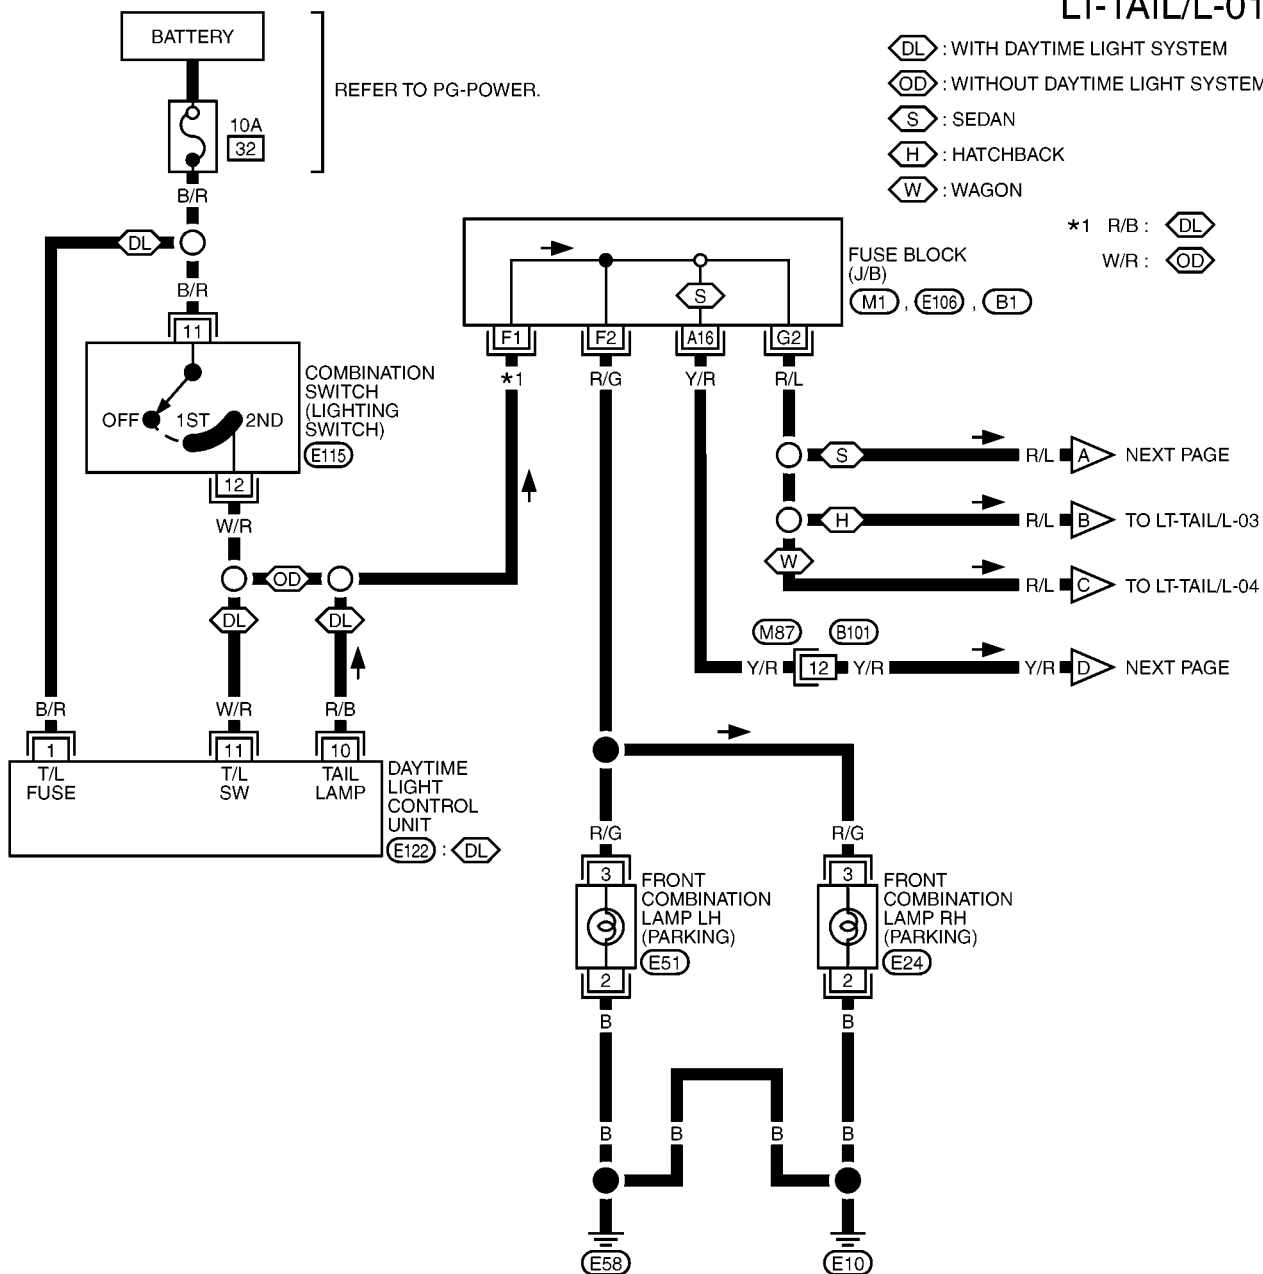 LT-TAIL/L-01
BATTERY
REFER TO PG-POWER.
10A
32
B/R
DL
B/R
11
COMBINATION
SWITCH
(LIGHTING
SWITCH)
E115
OFF 1ST 2ND
12
W/R
OD
DL DL
B/R W/R R/B
1 11 10
T/L
FUSE
T/L
SW
TAIL
LAMP
DAYTIME
LIGHT
CONTROL
UNIT
E122 : DL
DL : WITH DAYTIME LIGHT SYSTEM
OD : WITHOUT DAYTIME LIGHT SYSTEM
S : SEDAN
H : HATCHBACK
W : WAGON
*1 R/B : DL
W/R : OD
FUSE BLOCK
(J/B)
M1 , E106 , B1
S
F1 F2 A16 G2
*1 R/G Y/R R/L
S R/L A NEXT PAGE
H R/L B TO LT-TAIL/L-03
W
R/L C TO LT-TAIL/L-04
M87 B101
Y/R 12 Y/R Y/R D NEXT PAGE
R/G R/G
3 3
FRONT
COMBINATION
LAMP LH
(PARKING)
E51
FRONT
COMBINATION
LAMP RH
(PARKING)
E24
2 2
B B
B B B B
E58 E10